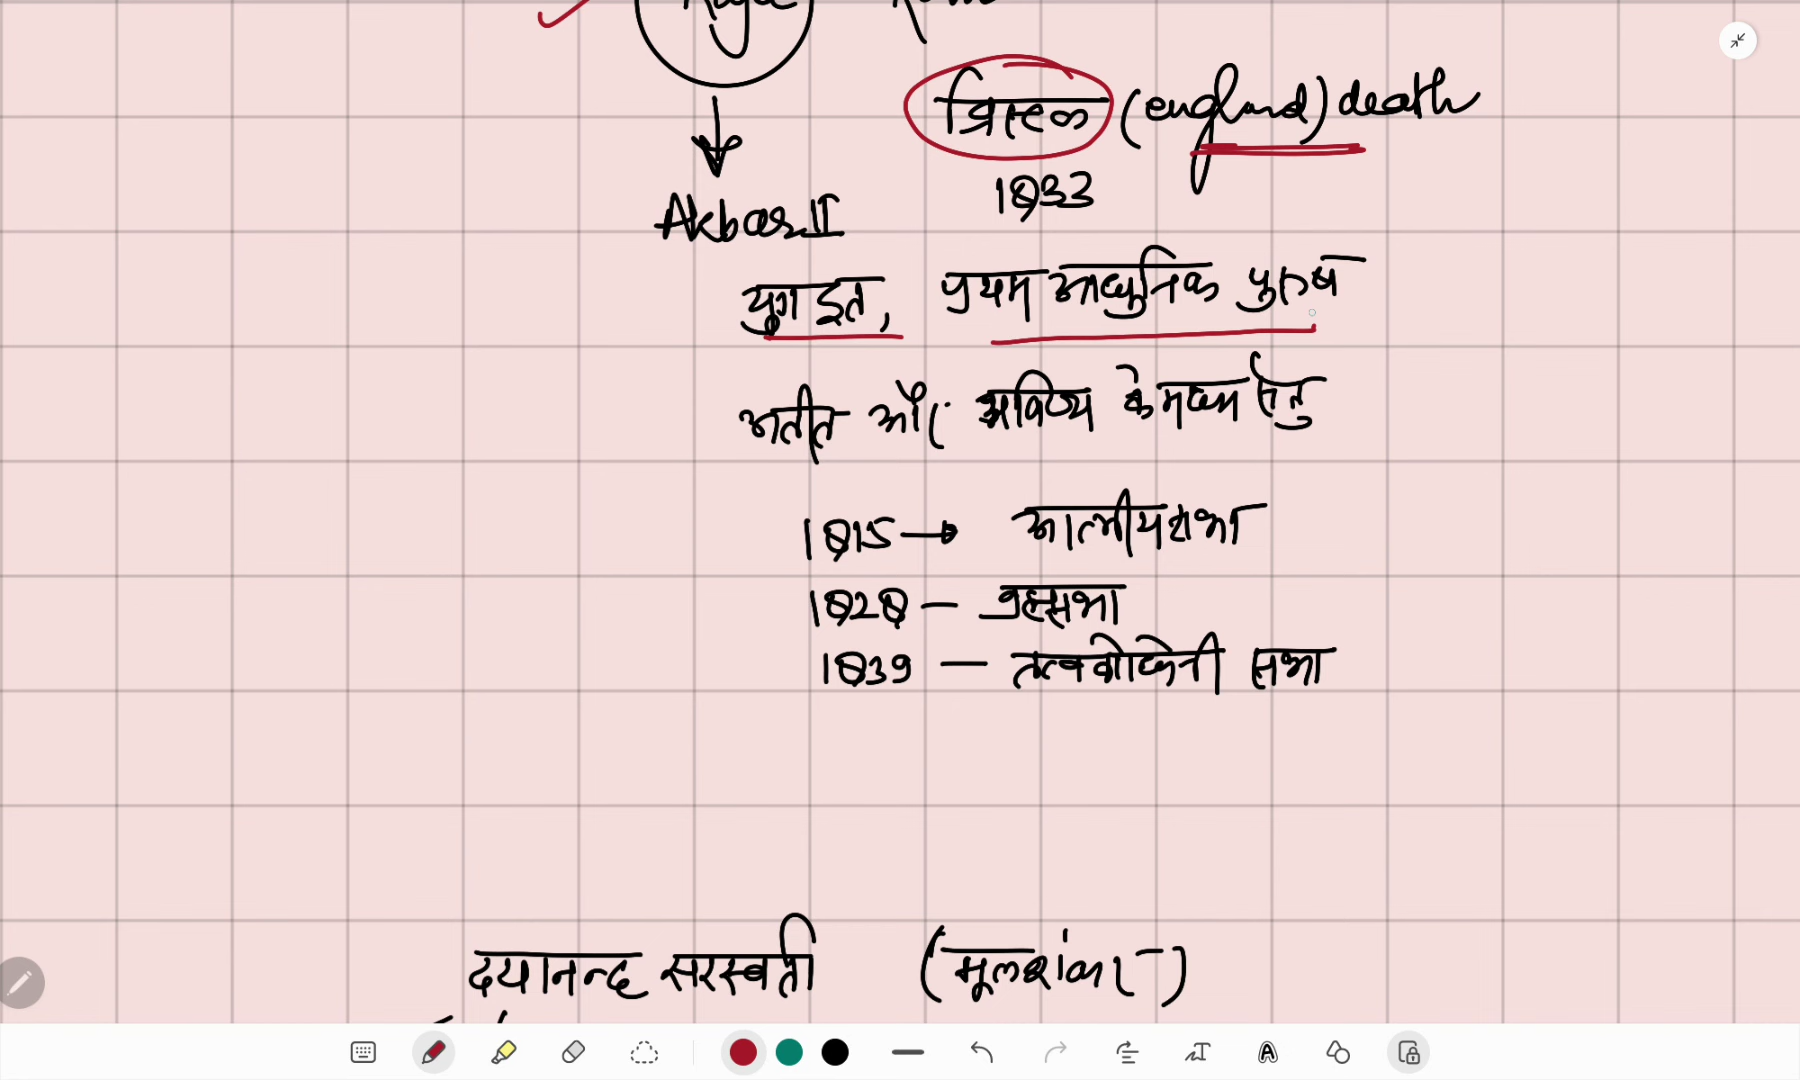 ब्रिस्टल (england) death
1833
Akbar II
युग दूत, प्रथम आधुनिक पुरुष
अतीत और भविष्य के मध्य सेतु
1815 → आत्मीय सभा
1828 — ब्रह्मसभा
1839 — तत्वबोधिनी सभा
दयानन्द सरस्वती (मूलशंकर)